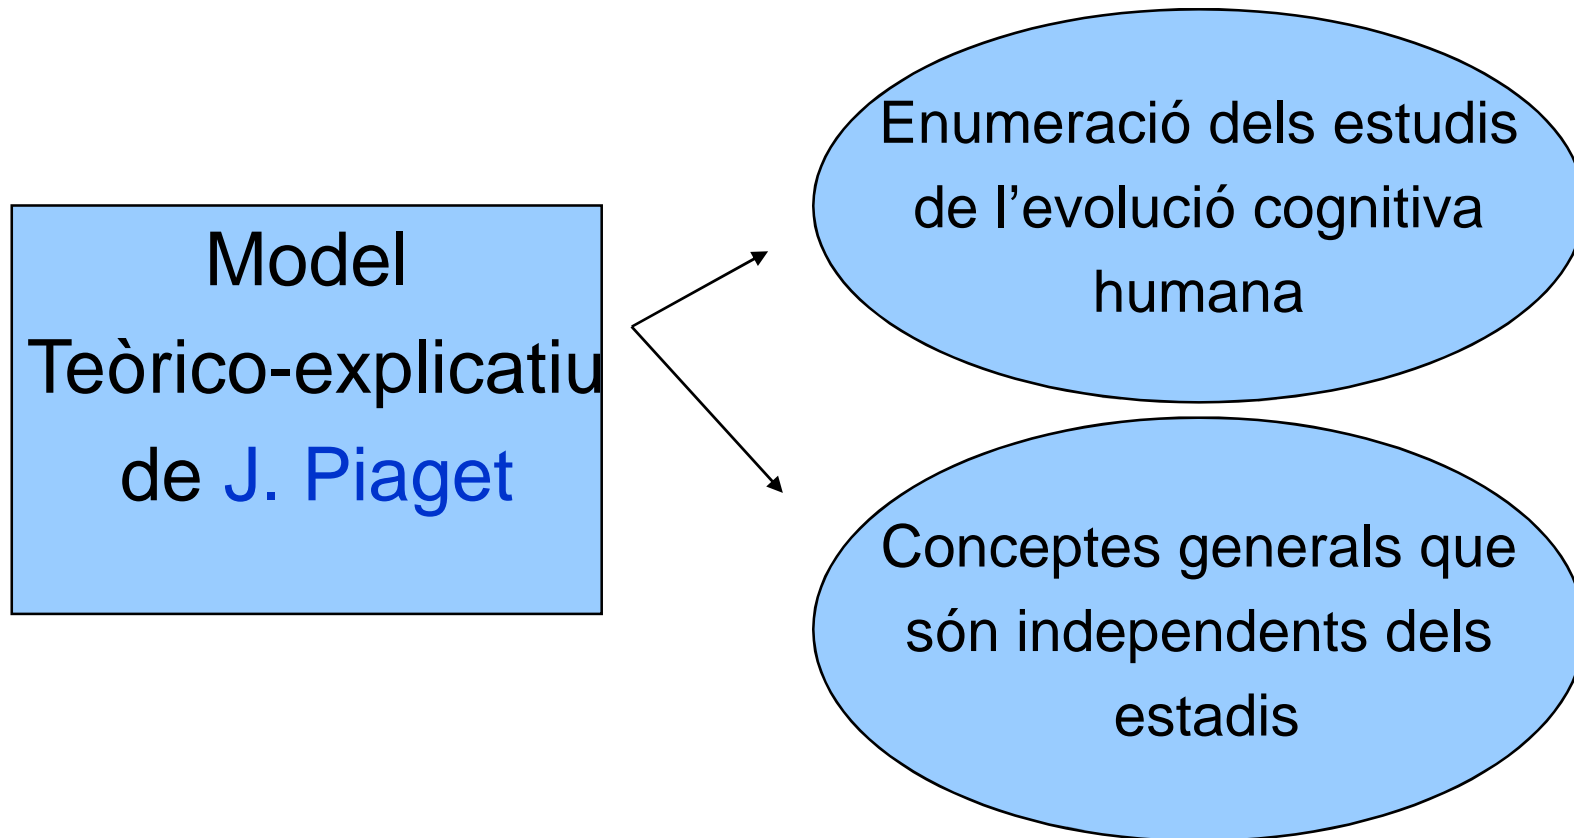 Model
Teòrico-explicatiu
de J. Piaget
Enumeració dels estudis
de l’evolució cognitiva
humana
Conceptes generals que
són independents dels
estadis